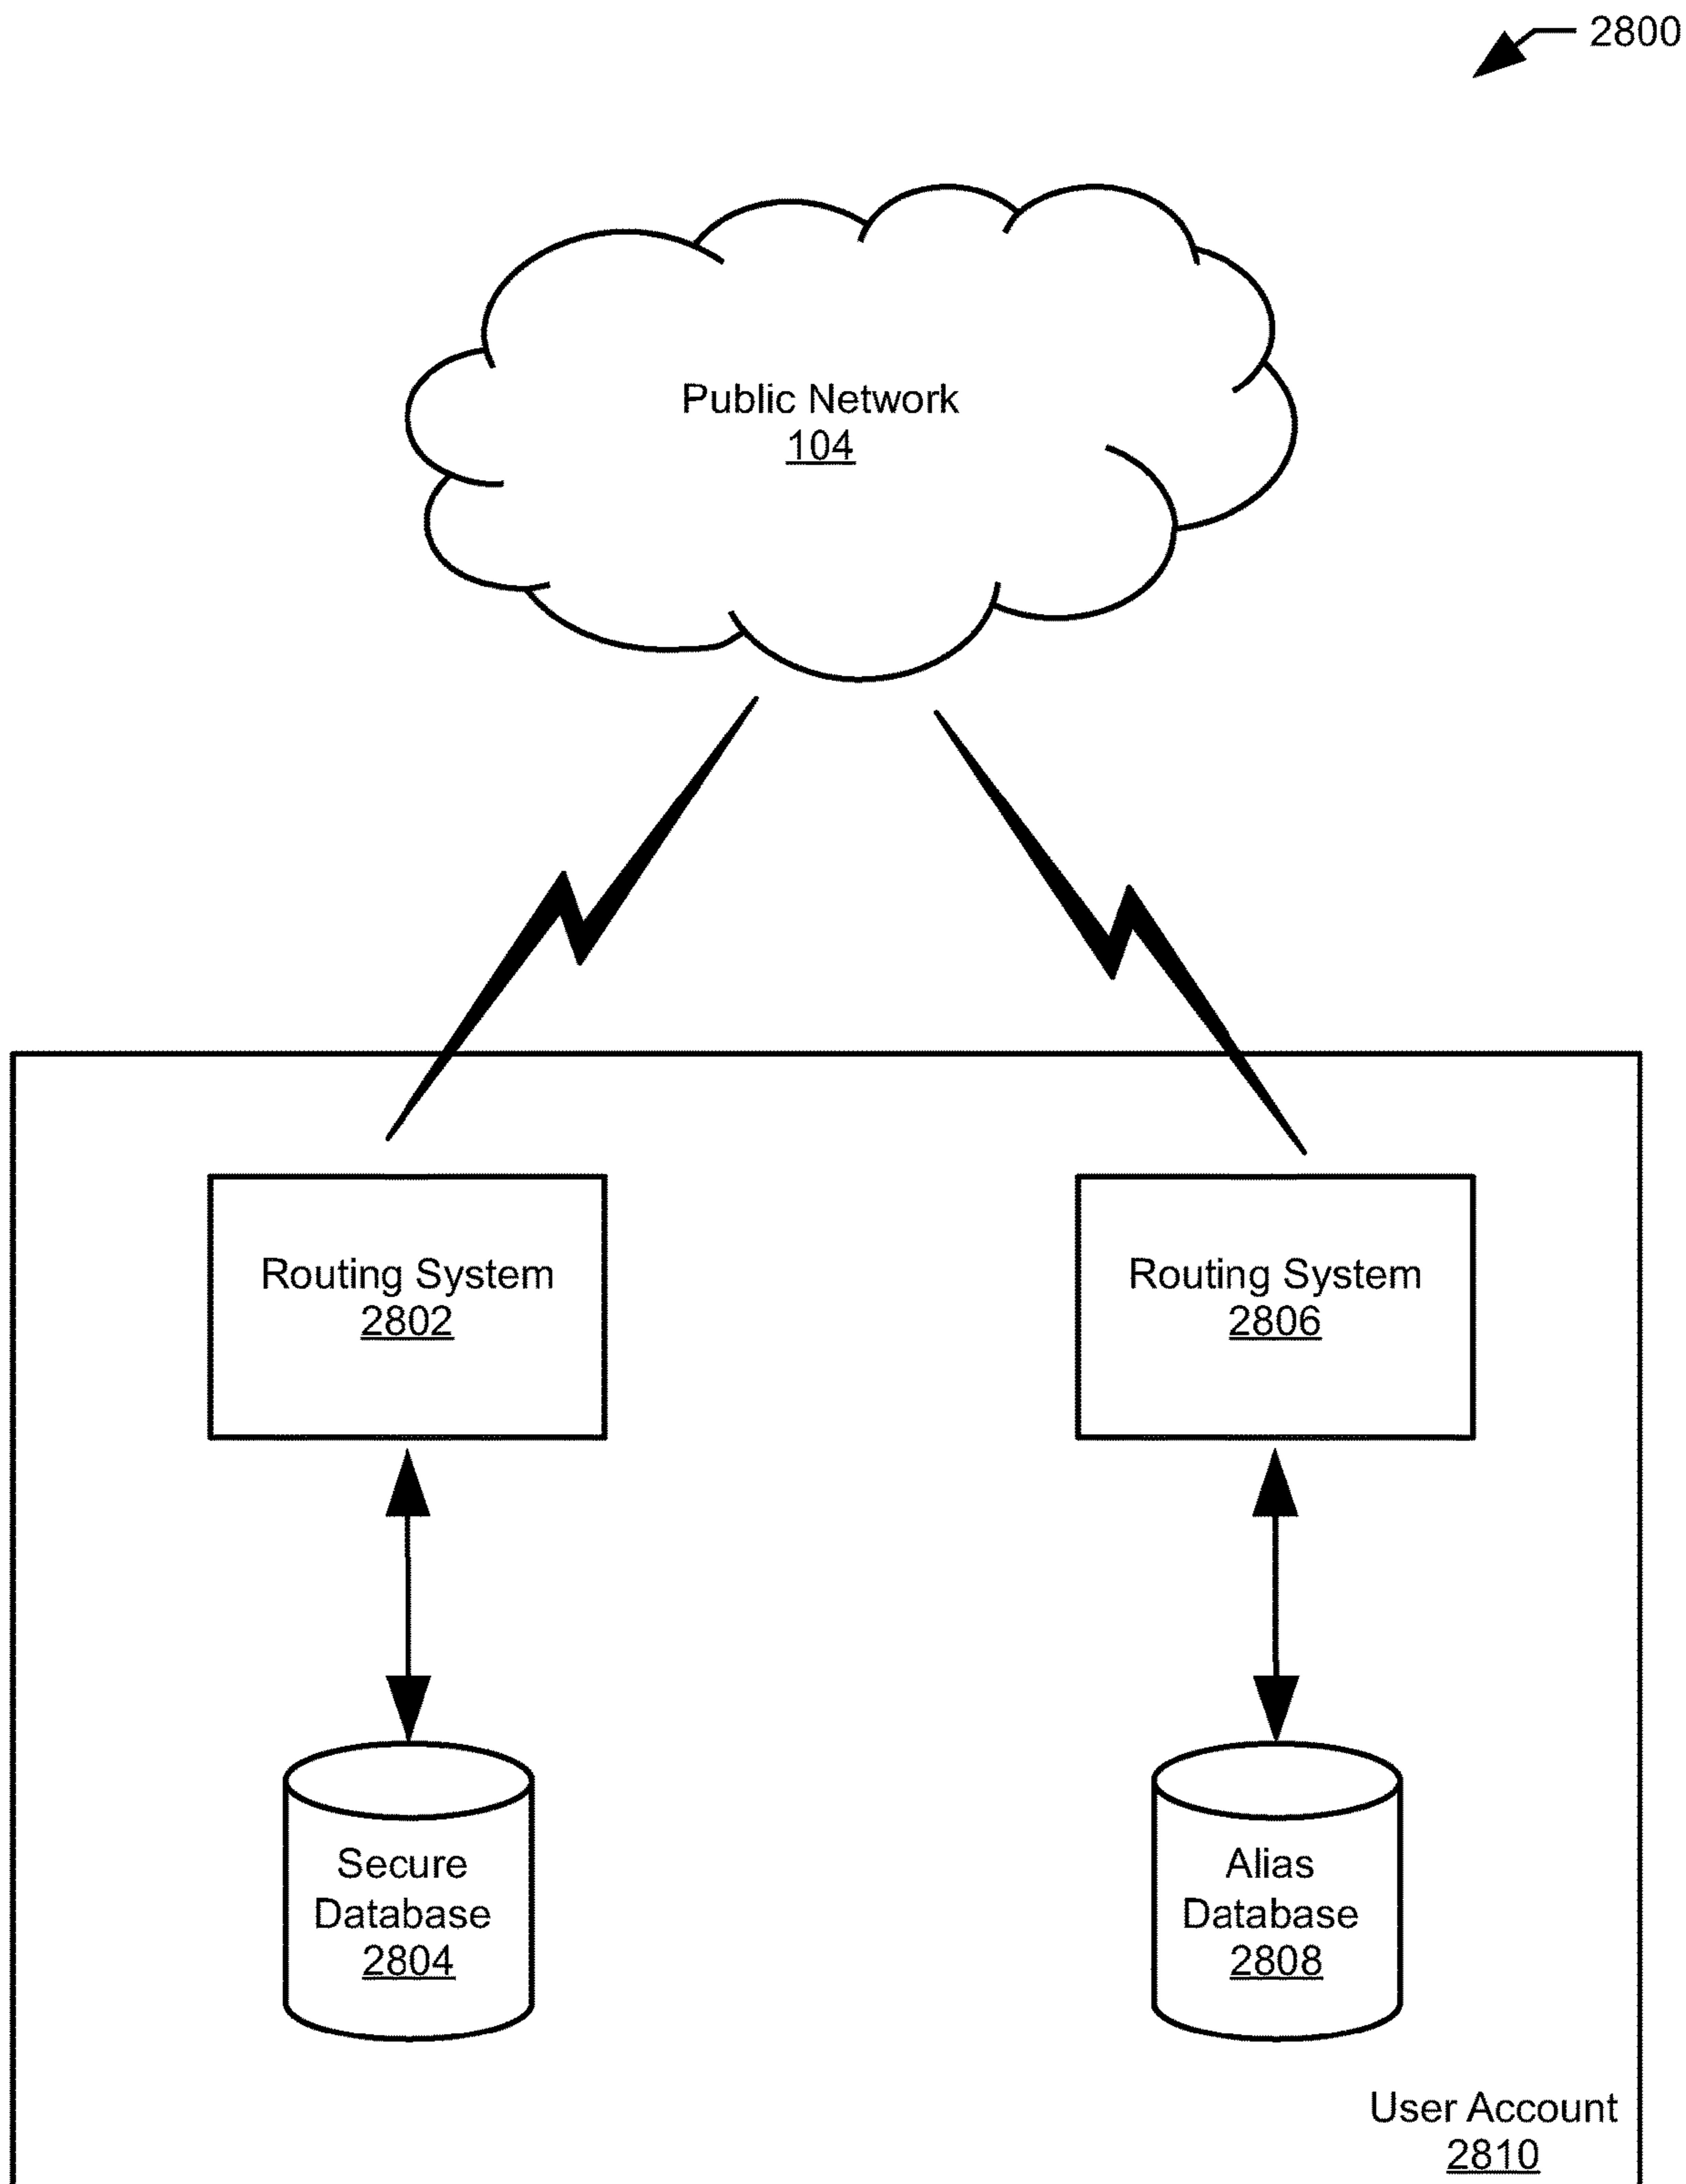 2800
Public Network
104
Routing System
2802
Routing System
2806
Secure
Database
2804
Alias
Database
2808
User Account
2810